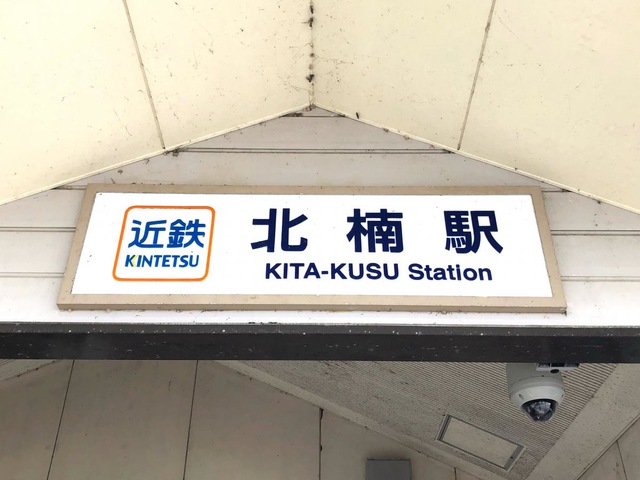 近鉄
KINTETSU
北楠駅
KITA-KUSU Station